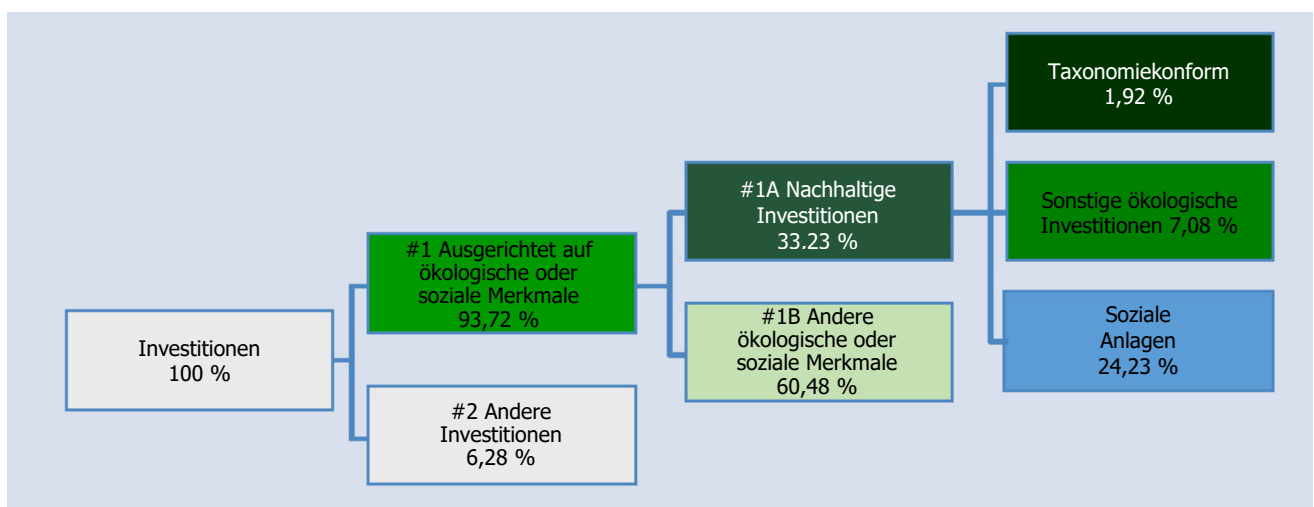 Investitionen
100 %
#1 Ausgerichtet auf
ökologische oder
soziale Merkmale
93,72 %
#2 Andere
Investitionen
6,28 %
#1A Nachhaltige
Investitionen
33.23 %
#1B Andere
ökologische oder
soziale Merkmale
60,48 %
Taxonomiekonform
1,92 %
Sonstige ökologische
Investitionen 7,08 %
Soziale
Anlagen
24,23 %